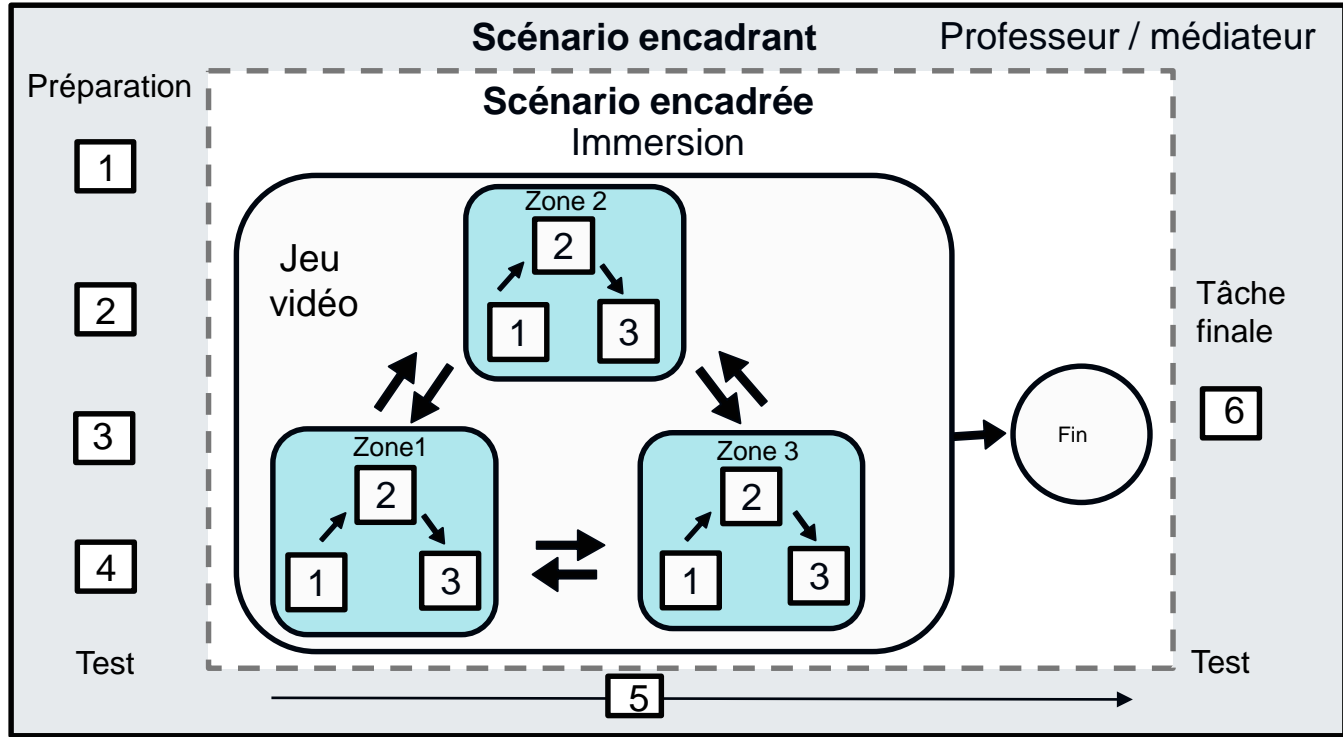 Scénario encadrant
Professeur / médiateur
Préparation
1
2
3
4
Test
Scénario encadrée
Immersion
Jeu
vidéo
Zone 2
2
1
3
Zone1
2
1
3
Zone 3
2
1
3
Fin
Tâche
finale
6
Test
5